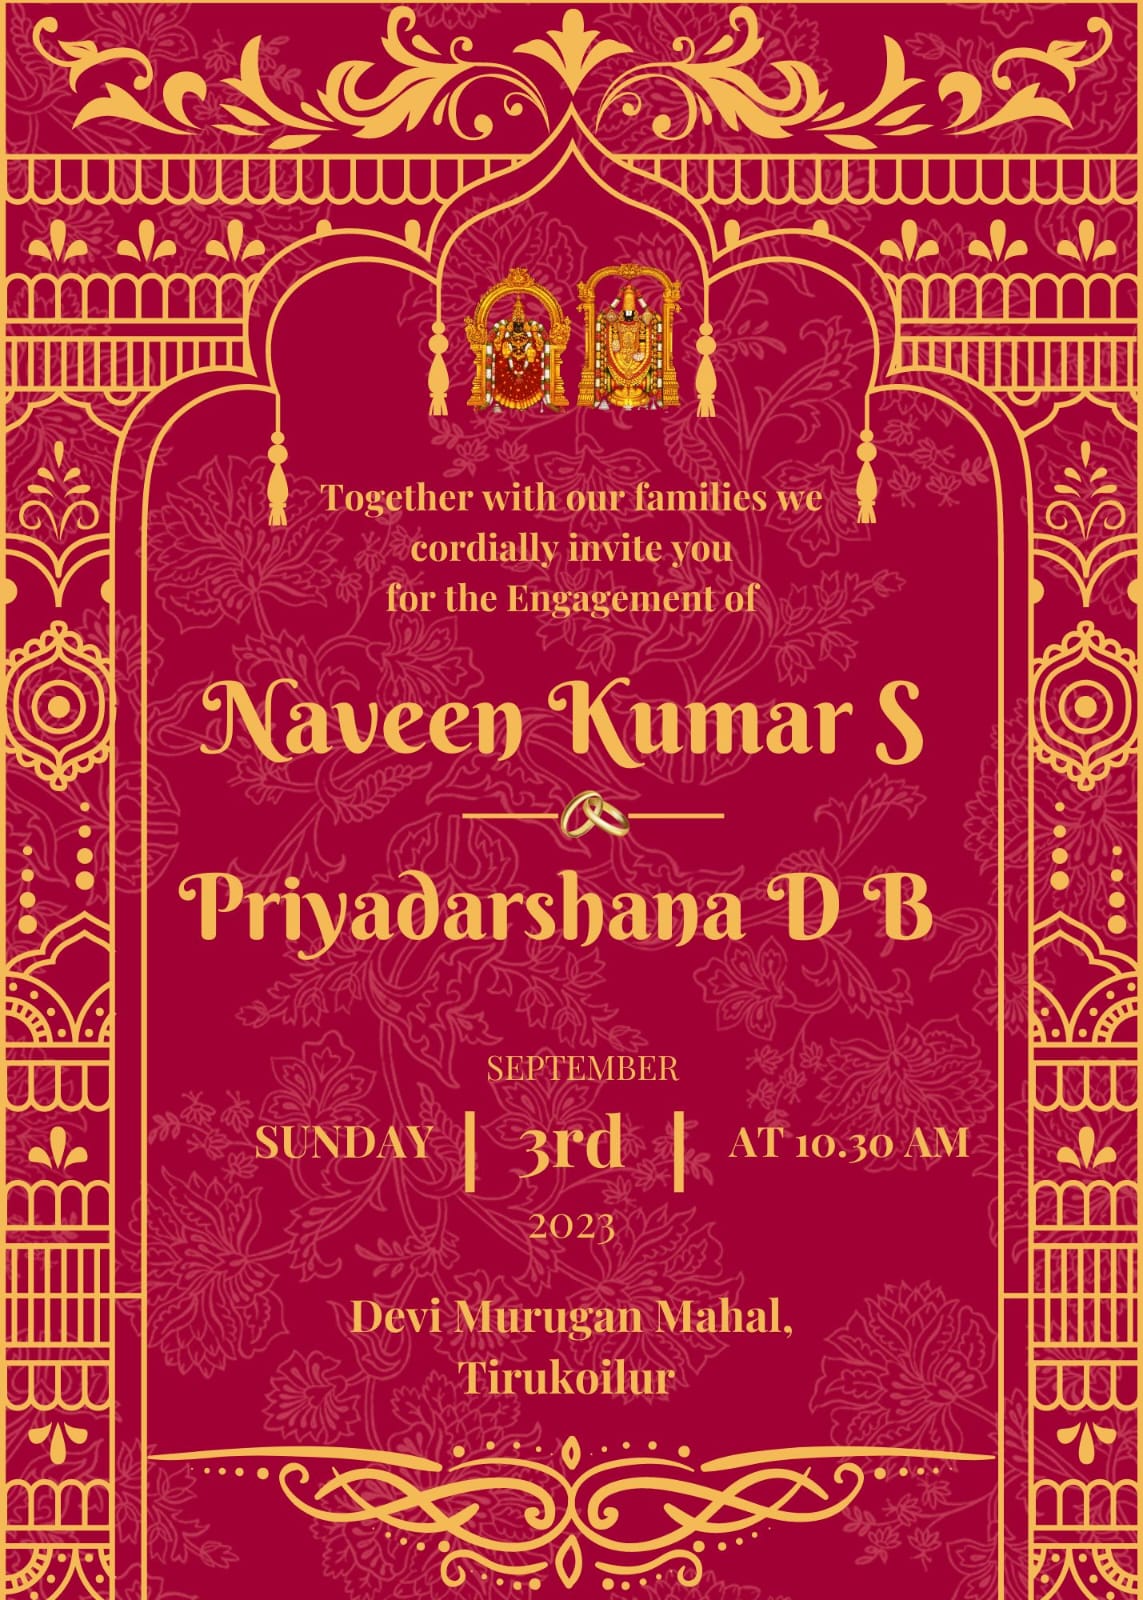 Together with our families we
cordially invite you
for the Engagement of
Naveen Kumar S
Priyadarshana D B
SEPTEMBER
SUNDAY | 3rd | AT 10.30 AM
2023
Devi Murugan Mahal,
Tirukoilur